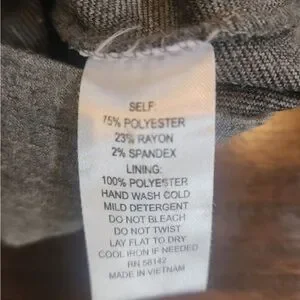 SELF:
75% POLYESTER
23% RAYON
2% SPANDEX
LINING:
100% POLYESTER
HAND WASH COLD
MILD DETERGENT
DO NOT BLEACH
DO NOT TWIST
LAY FLAT TO DRY
COOL IRON IF NEEDED
RN 58142
MADE IN VIETNAM